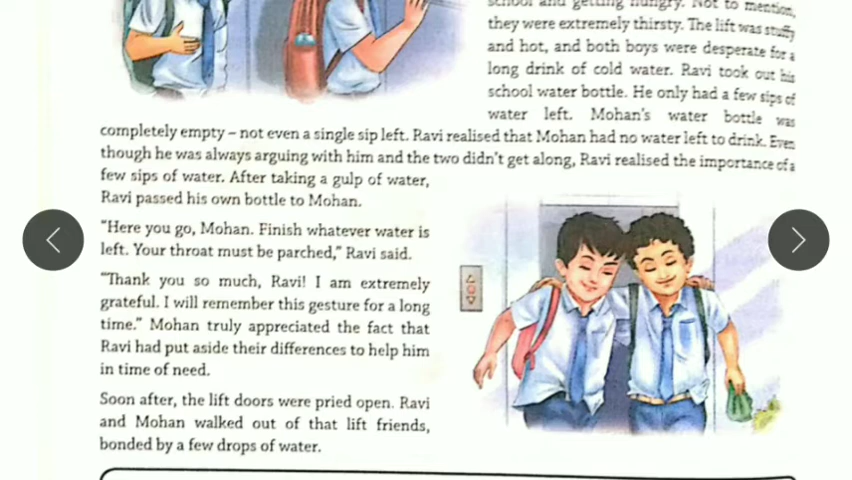 school and getting hungry. Not to mention,
they were extremely thirsty. The lift was stuffy
and hot, and both boys were desperate for a
long drink of cold water. Ravi took out his
school water bottle. He only had a few sips of
water left. Mohan's water bottle was
completely empty – not even a single sip left. Ravi realised that Mohan had no water left to drink. Even
though he was always arguing with him and the two didn't get along, Ravi realised the importance of a
few sips of water. After taking a gulp of water,
Ravi passed his own bottle to Mohan.
"Here you go, Mohan. Finish whatever water is
left. Your throat must be parched," Ravi said.
"Thank you so much, Ravi! I am extremely
grateful. I will remember this gesture for a long
time." Mohan truly appreciated the fact that
Ravi had put aside their differences to help him
in time of need.
Soon after, the lift doors were pried open. Ravi
and Mohan walked out of that lift friends,
bonded by a few drops of water.